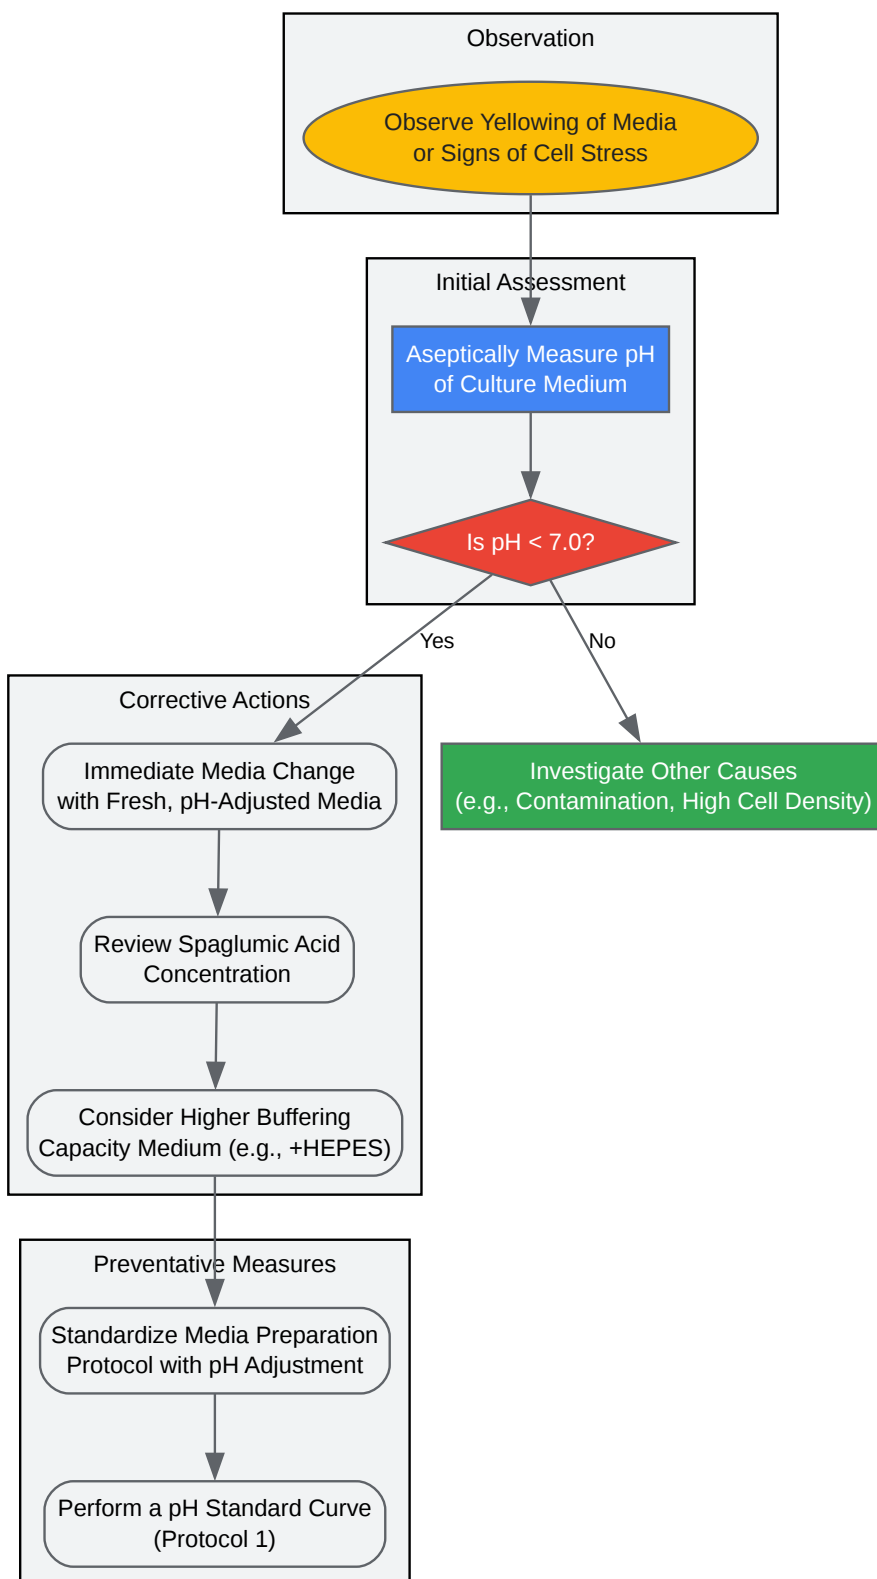 Observation
Observe Yellowing of Media
or Signs of Cell Stress
Initial Assessment
Aseptically Measure pH
of Culture Medium
Is pH < 7.0?
Yes
No
Corrective Actions
Immediate Media Change
with Fresh, pH-Adjusted Media
Investigate Other Causes
(e.g., Contamination, High Cell Density)
Review Spaglumic Acid
Concentration
Consider Higher Buffering
Capacity Medium (e.g., +HEPES)
Preventative Measures
Standardize Media Preparation
Protocol with pH Adjustment
Perform a pH Standard Curve
(Protocol 1)